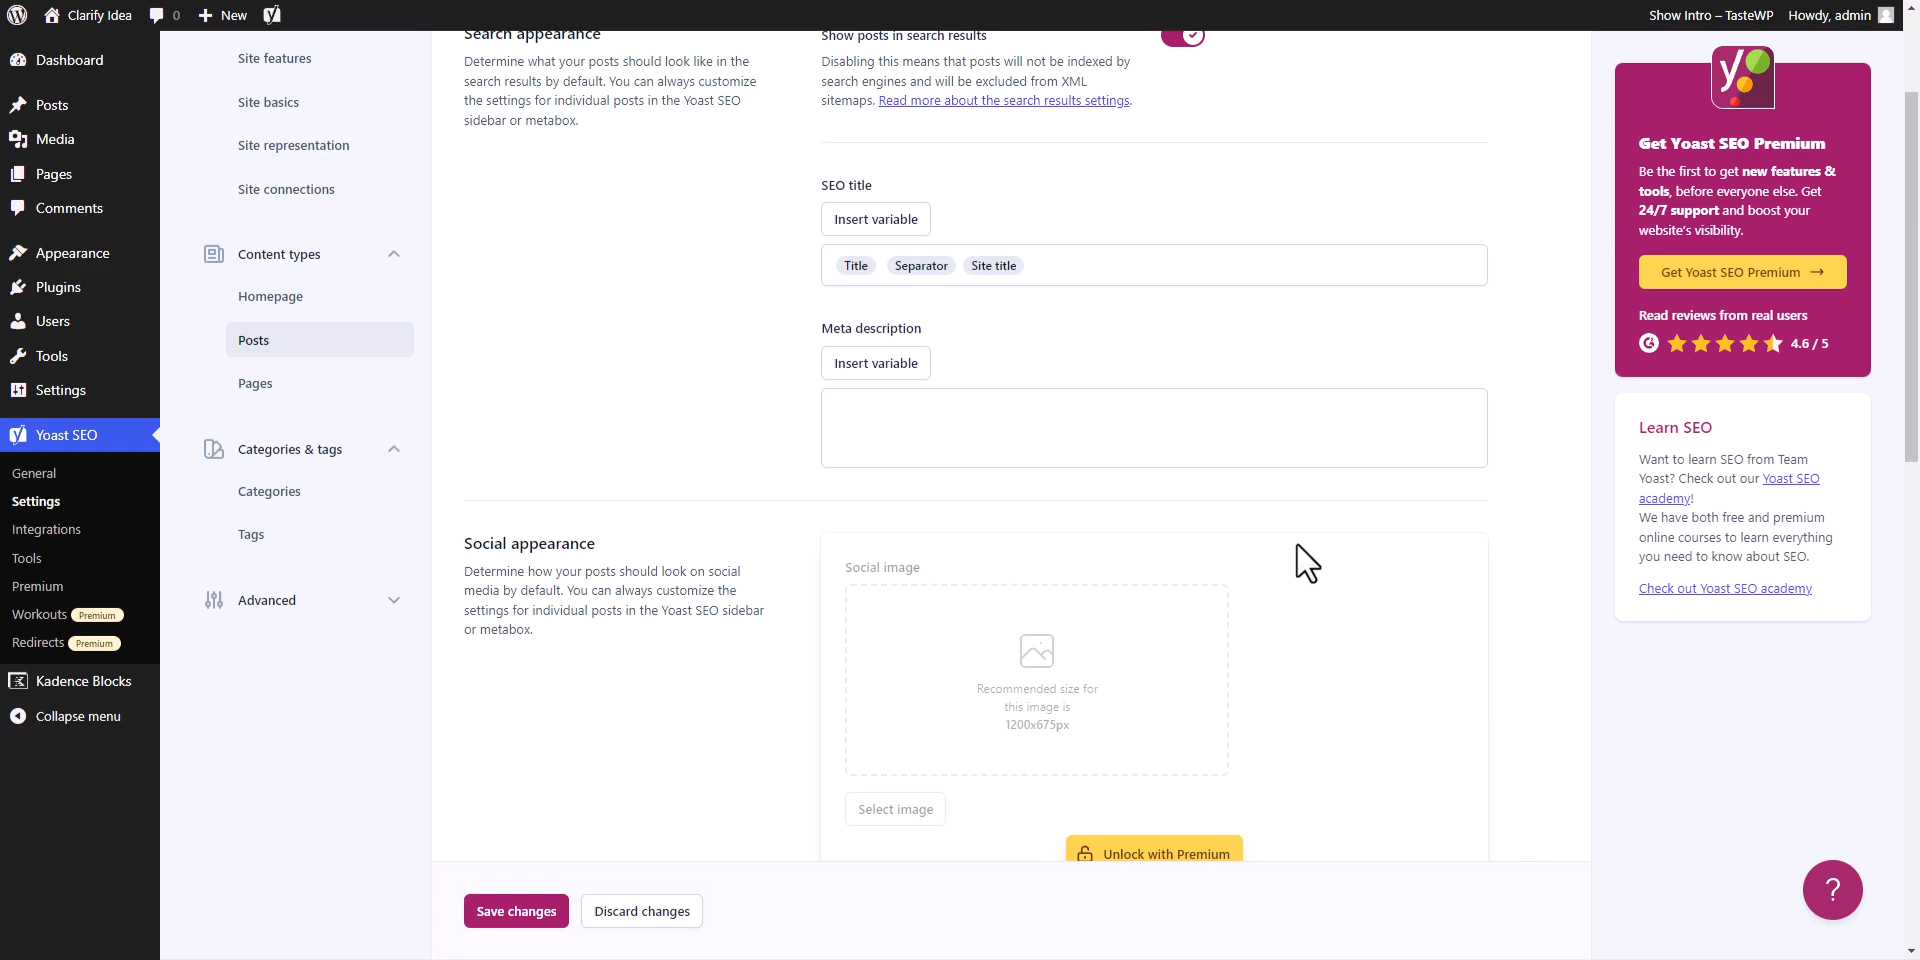 Clarify Idea
0
New
Show Intro – TasteWP
Howdy, admin
Dashboard
Posts
Media
Pages
Comments
Appearance
Plugins
Users
Tools
Settings
Yoast SEO
General
Settings
Integrations
Tools
Premium
Workouts Premium
Redirects Premium
Kadence Blocks
Collapse menu
Site features
Site basics
Site representation
Site connections
Content types
Homepage
Posts
Pages
Categories & tags
Categories
Tags
Advanced
Search appearance
Determine what your posts should look like in the
search results by default. You can always customize
the settings for individual posts in the Yoast SEO
sidebar or metabox.
Show posts in search results
Disabling this means that posts will not be indexed by
search engines and will be excluded from XML
sitemaps. Read more about the search results settings.
SEO title
Insert variable
Title Separator Site title
Meta description
Insert variable
Social appearance
Determine how your posts should look on social
media by default. You can always customize the
settings for individual posts in the Yoast SEO sidebar
or metabox.
Social image
Recommended size for
this image is
1200x675px
Select image
Unlock with Premium
Save changes
Discard changes
Get Yoast SEO Premium
Be the first to get new features &
tools, before everyone else. Get
24/7 support and boost your
website's visibility.
Get Yoast SEO Premium →
Read reviews from real users
4.6 / 5
Learn SEO
Want to learn SEO from Team
Yoast? Check out our Yoast SEO
academy!
We have both free and premium
online courses to learn everything
you need to know about SEO.
Check out Yoast SEO academy
?